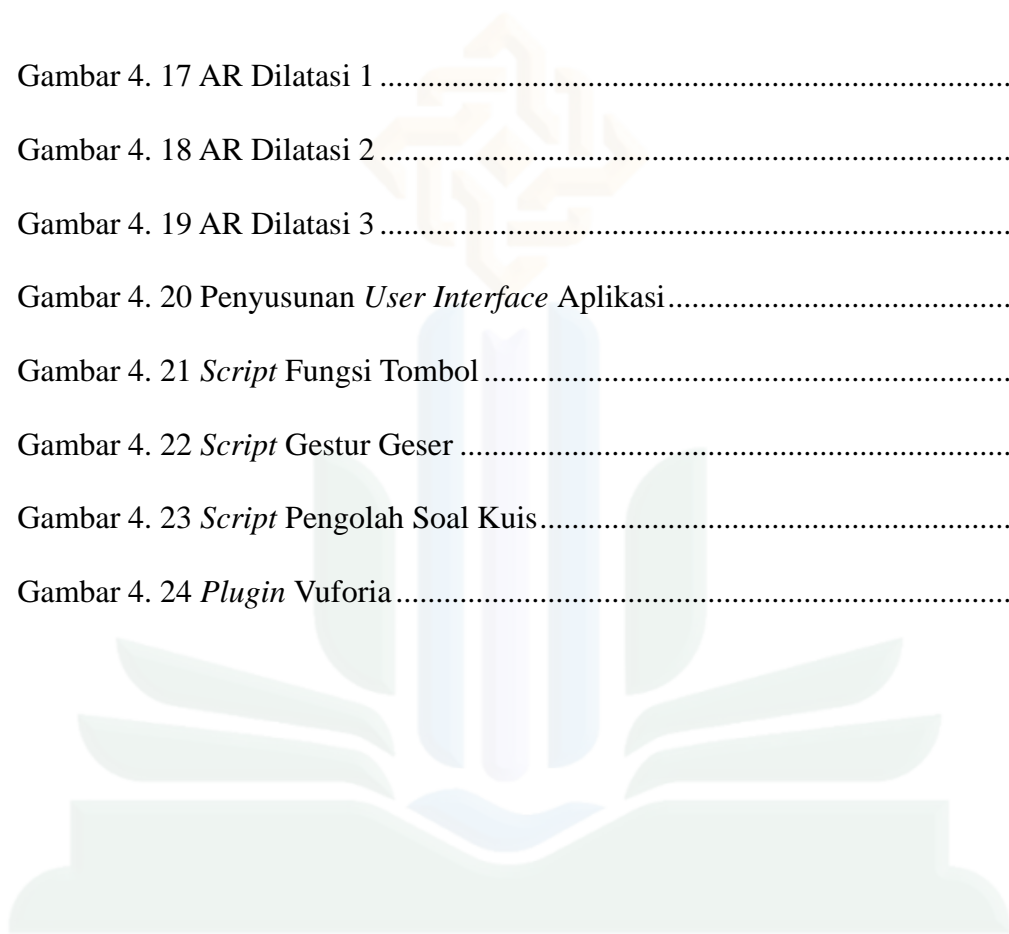 Gambar 4. 17 AR Dilatasi 1 ........................................................................................
Gambar 4. 18 AR Dilatasi 2 ........................................................................................
Gambar 4. 19 AR Dilatasi 3 ........................................................................................
Gambar 4. 20 Penyusunan User Interface Aplikasi ................................................
Gambar 4. 21 Script Fungsi Tombol ..........................................................................
Gambar 4. 22 Script Gestur Geser .............................................................................
Gambar 4. 23 Script Pengolah Soal Kuis ..................................................................
Gambar 4. 24 Plugin Vuforia ......................................................................................